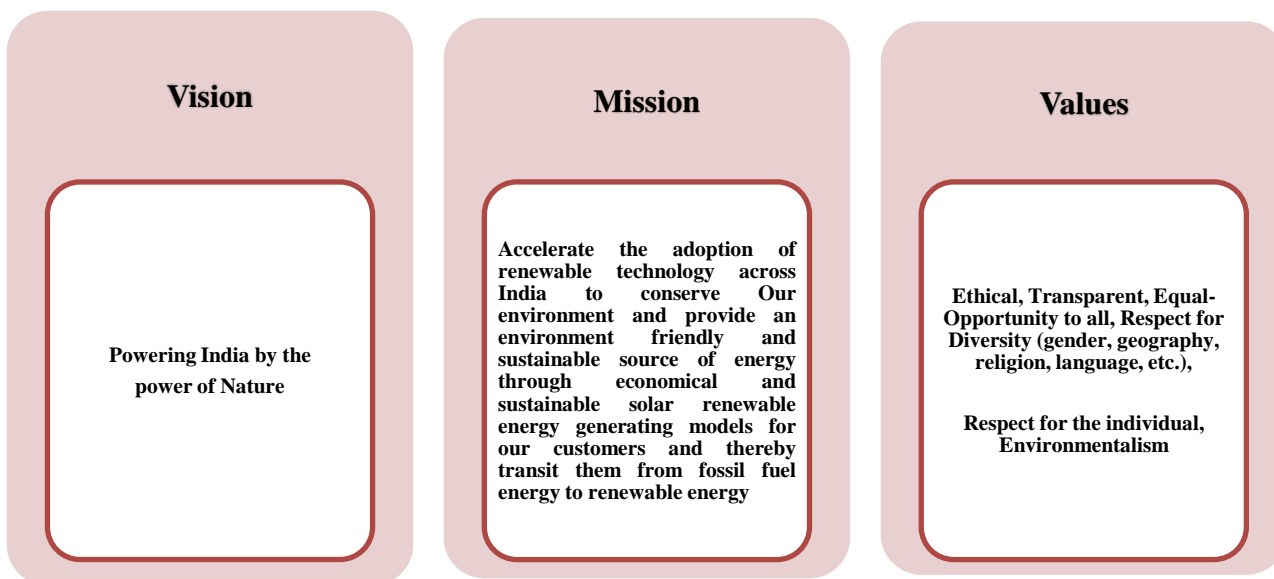 Vision
Powering India by the
power of Nature
Mission
Accelerate the adoption of
renewable technology across
India to conserve Our
environment and provide an
environment friendly and
sustainable source of energy
through economical and
sustainable solar renewable
energy generating models for
our customers and thereby
transit them from fossil fuel
energy to renewable energy
Values
Ethical, Transparent, Equal-
Opportunity to all, Respect for
Diversity (gender, geography,
religion, language, etc.),
Respect for the individual,
Environmentalism